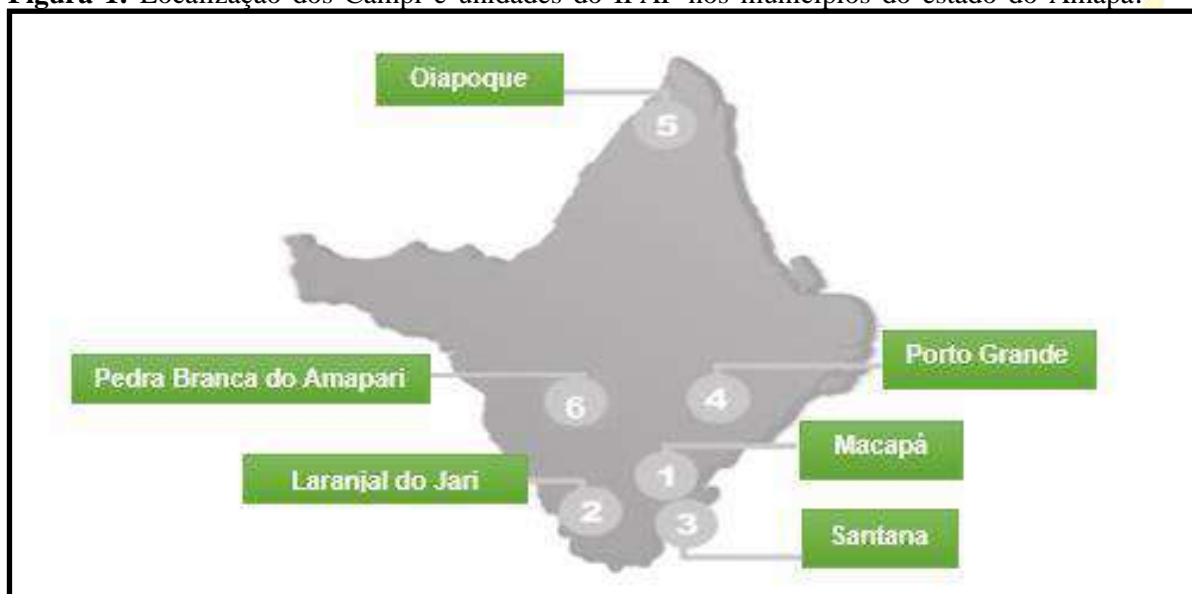 Figura 1. Localização dos Campi e unidades do IFAP nos municípios do estado do Amapá.
Oiapoque
5
Porto Grande
Pedra Branca do Amapari
6
4
Macapá
Laranjal do Jari
1
2
3
Santana